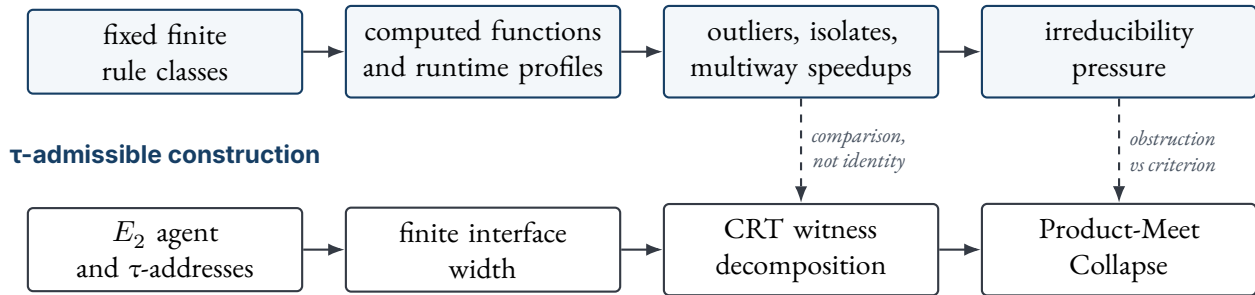 fixed finite
rule classes
computed functions
and runtime profiles
outliers, isolates,
multiway speedups
irreducibility
pressure
comparison,
not identity
obstruction
vs criterion
τ-admissible construction
E₂ agent
and τ-addresses
finite interface
width
CRT witness
decomposition
Product-Meet
Collapse